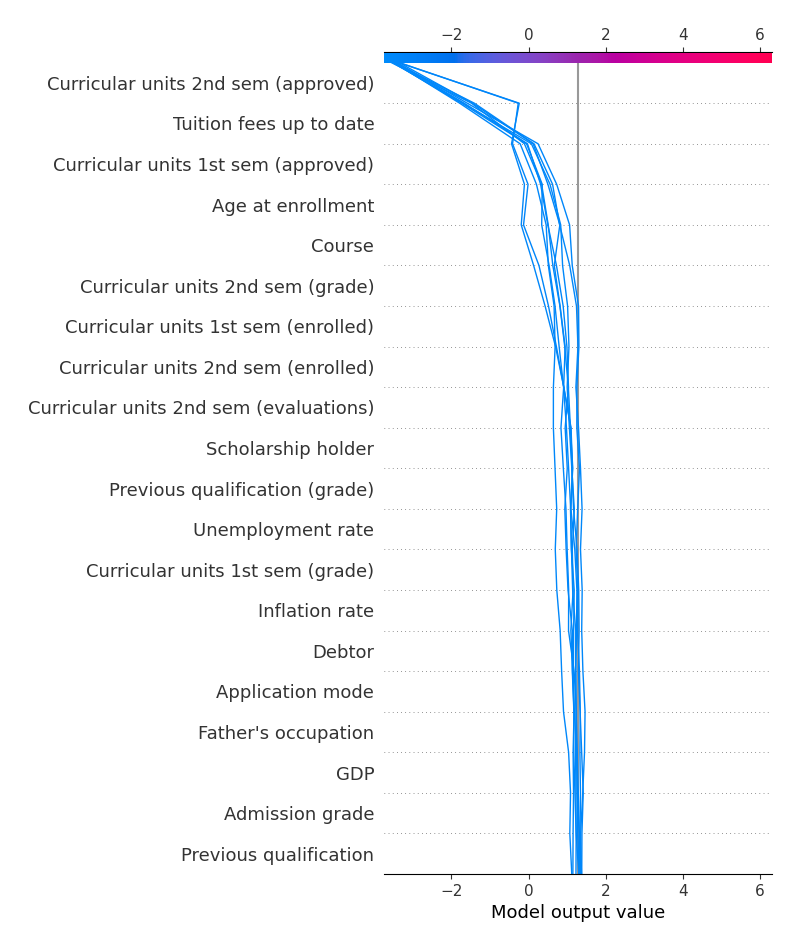 −2 0 2 4 6
Curricular units 2nd sem (approved)
Tuition fees up to date
Curricular units 1st sem (approved)
Age at enrollment
Course
Curricular units 2nd sem (grade)
Curricular units 1st sem (enrolled)
Curricular units 2nd sem (enrolled)
Curricular units 2nd sem (evaluations)
Scholarship holder
Previous qualification (grade)
Unemployment rate
Curricular units 1st sem (grade)
Inflation rate
Debtor
Application mode
Father's occupation
GDP
Admission grade
Previous qualification
−2 0 2 4 6
Model output value